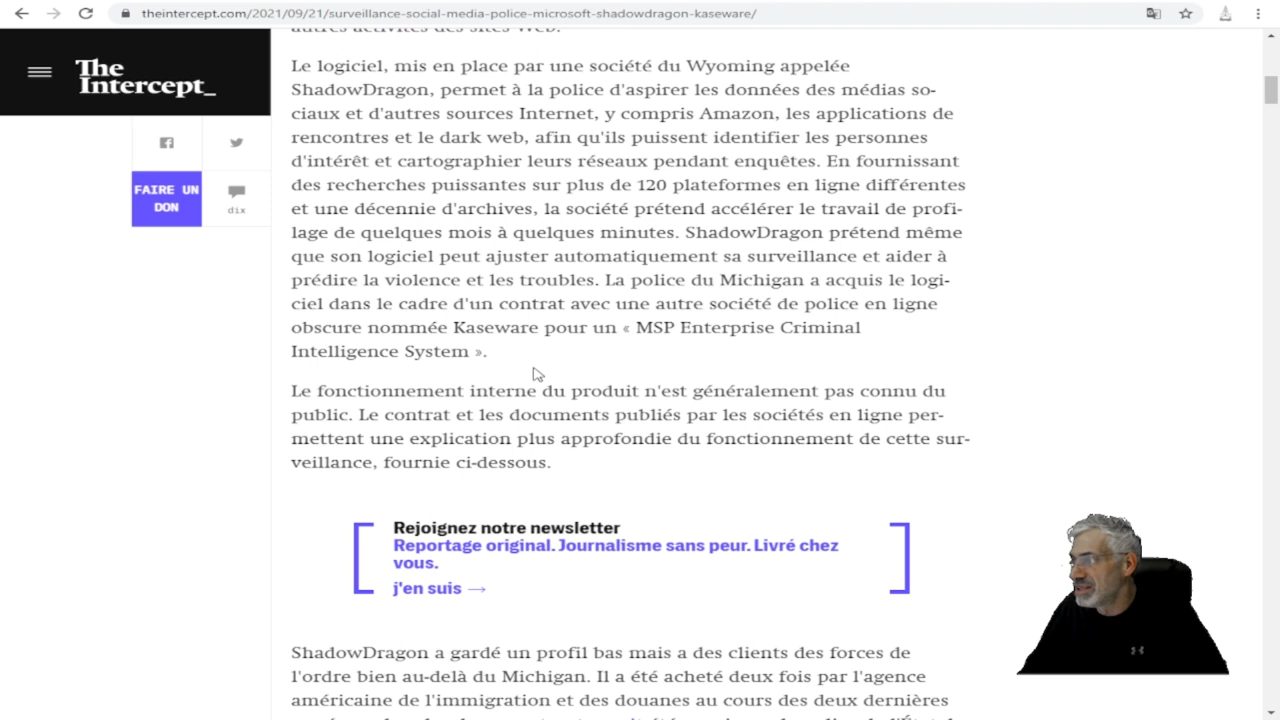 theintercept.com/2021/09/21/surveillance-social-media-police-microsoft-shadowdragon-kaseware/
The
Intercept_
autres activités des sites Web.
Le logiciel, mis en place par une société du Wyoming appelée
ShadowDragon, permet à la police d'aspirer les données des médias so-
ciaux et d'autres sources Internet, y compris Amazon, les applications de
rencontres et le dark web, afin qu'ils puissent identifier les personnes
d'intérêt et cartographier leurs réseaux pendant enquêtes. En fournissant
des recherches puissantes sur plus de 120 plateformes en ligne différentes
et une décennie d'archives, la société prétend accélérer le travail de profi-
lage de quelques mois à quelques minutes. ShadowDragon prétend même
que son logiciel peut ajuster automatiquement sa surveillance et aider à
prédire la violence et les troubles. La police du Michigan a acquis le logi-
ciel dans le cadre d'un contrat avec une autre société de police en ligne
obscure nommée Kaseware pour un « MSP Enterprise Criminal
Intelligence System ».
FAIRE UN
DON
dix
Le fonctionnement interne du produit n'est généralement pas connu du
public. Le contrat et les documents publiés par les sociétés en ligne per-
mettent une explication plus approfondie du fonctionnement de cette sur-
veillance, fournie ci-dessous.
Rejoignez notre newsletter
Reportage original. Journalisme sans peur. Livré chez
vous.
j'en suis →
ShadowDragon a gardé un profil bas mais a des clients des forces de
l'ordre bien au-delà du Michigan. Il a été acheté deux fois par l'agence
américaine de l'immigration et des douanes au cours des deux dernières